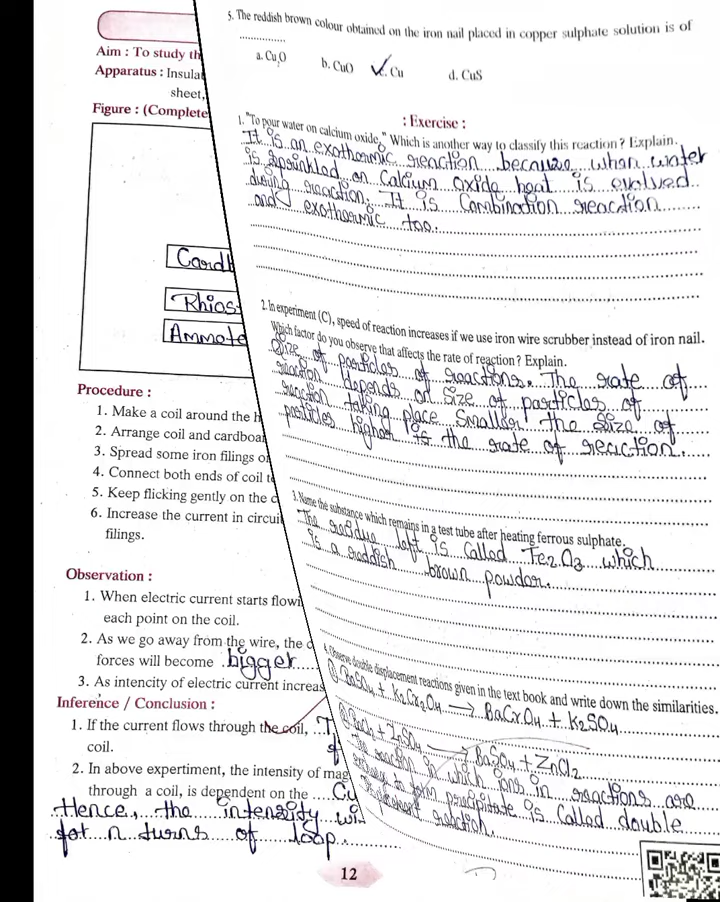 5. The reddish brown colour obtained on the iron nail placed in copper sulphate solution is of
..............
a. Cu₂O b. CuO c. Cu d. CuS
: Exercise :
1. "To pour water on calcium oxide," Which is another way to classify this reaction? Explain.
It is an exothermic reaction because when water
is sprinkled on Calcium oxide heat is evolved
during reaction. It is Combination reaction
and exothermic too.
2. In experiment (C), speed of reaction increases if we use iron wire scrubber instead of iron nail.
Which factor do you observe that affects the rate of reaction? Explain.
Size of particles of reactions. The rate of
reaction depends on size of particles of
reaction taking place Smaller the Size of
particles higher is the rate of reaction.
3. Name the substance which remains in a test tube after heating ferrous sulphate.
The residue left is called Fe₂O₃ which
is a reddish brown powder.
4. Observe double displacement reactions given in the text book and write down the similarities.
① BaSO₄ + K₂Cr₂O₄ → BaCrO₄ + K₂SO₄
② BaCl₂ + ZnSO₄ → BaSO₄ + ZnCl₂
The reaction in which ions in reactions are
to form precipitate is called double
reaction.
Aim : To study th
Apparatus : Insula
sheet,
Figure : (Complete
Cardb
Rhios
Ammete
Procedure :
1. Make a coil around the h
2. Arrange coil and cardboar
3. Spread some iron filings o
4. Connect both ends of coil t
5. Keep flicking gently on the c
6. Increase the current in circui
filings.
Observation :
1. When electric current starts flowi
each point on the coil.
2. As we go away from the wire, the c
forces will become bigger
3. As intencity of electric current increas
Inference / Conclusion :
1. If the current flows through the coil, T
of
coil.
2. In above experiment, the intensity of mag
through a coil, is dependent on the Cu
Hence, the intensity wil
for n turns of loop.
12